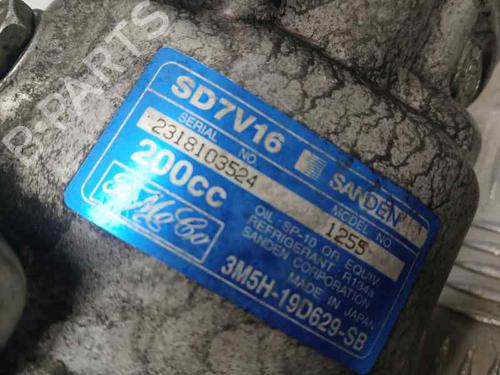 B-PARTS
SD7V16
SANDEN
SERIAL NO.
2318103524
MODEL NO.
1255
200cc
FoMoCo
OIL : SP-10 OR EQUIV.
REFRIGERANT R134a
SANDEN CORPORATION
MADE IN JAPAN
3M5H-19D629-SB